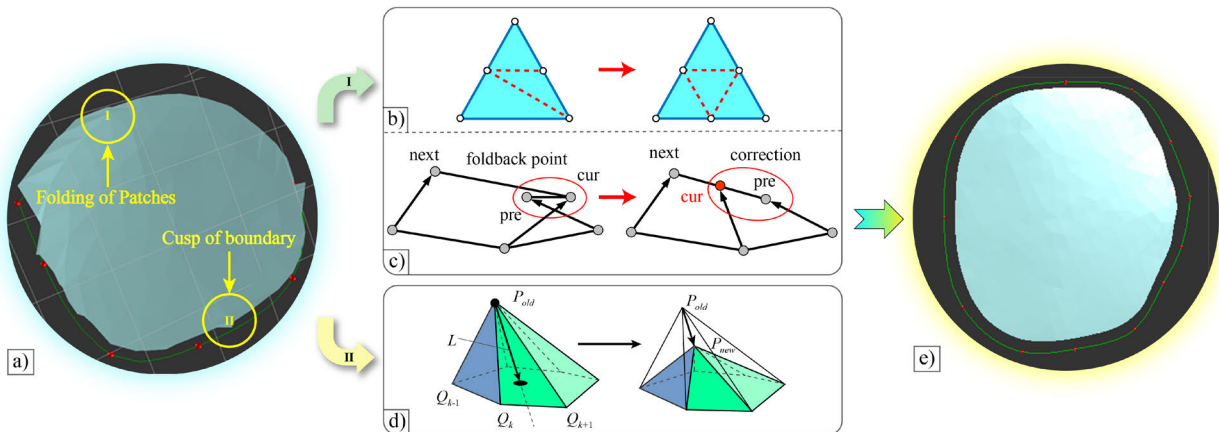 I
Folding of Patches
Cusp of boundary
II
a)
I
II
b)
next
foldback point
cur
pre
next
correction
pre
cur
c)
P_old
L
Q_k-1
Q_k
Q_k+1
P_old
P_new
d)
e)